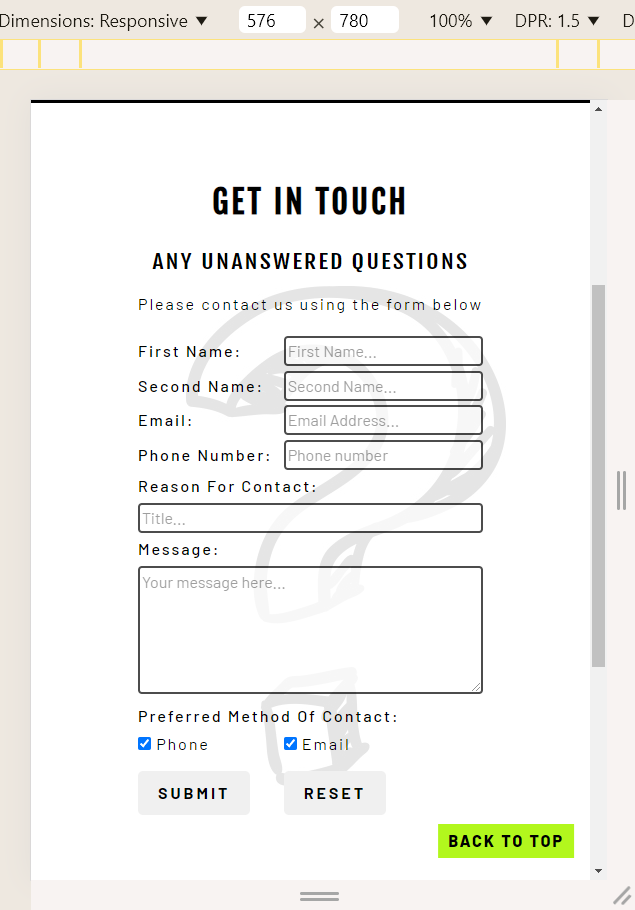 Dimensions: Responsive ▼ 576 × 780 100% ▼ DPR: 1.5 ▼
GET IN TOUCH
ANY UNANSWERED QUESTIONS
Please contact us using the form below
First Name: First Name...
Second Name: Second Name...
Email: Email Address...
Phone Number: Phone number
Reason For Contact:
Title...
Message:
Your message here...
Preferred Method Of Contact:
Phone Email
SUBMIT RESET
BACK TO TOP